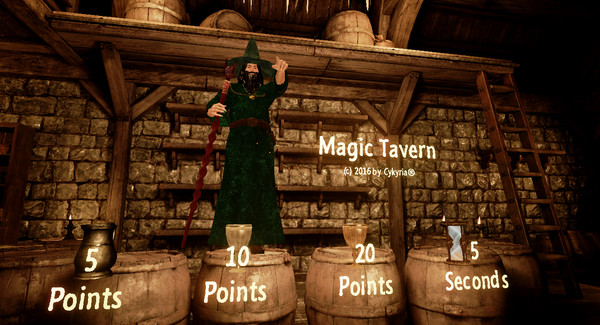 Magic Tavern
(c) 2016 by Cykyria®
5
Points
10
Points
20
Points
5
Seconds